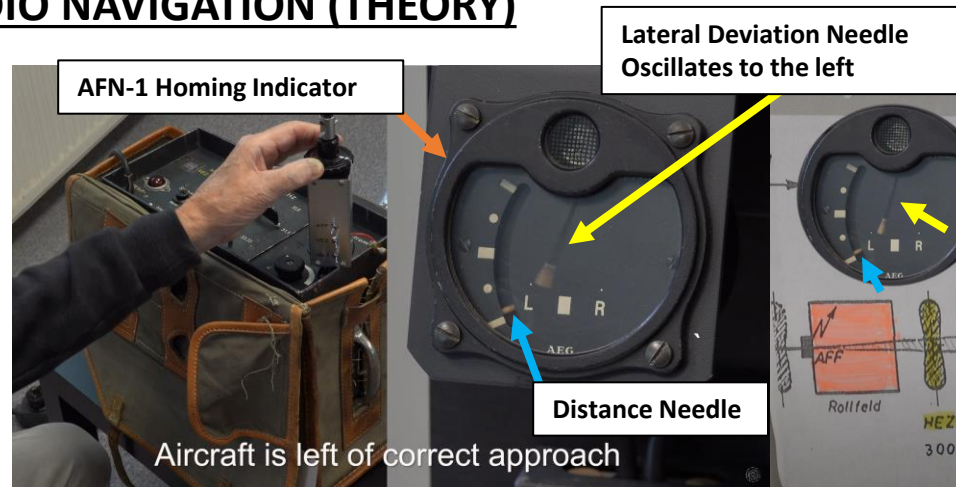 DIO NAVIGATION (THEORY)
Lateral Deviation Needle
Oscillates to the left
AFN-1 Homing Indicator
L R
AEG
L R
AEG
AFF
Rollfeld
HEZ
300
Distance Needle
Aircraft is left of correct approach